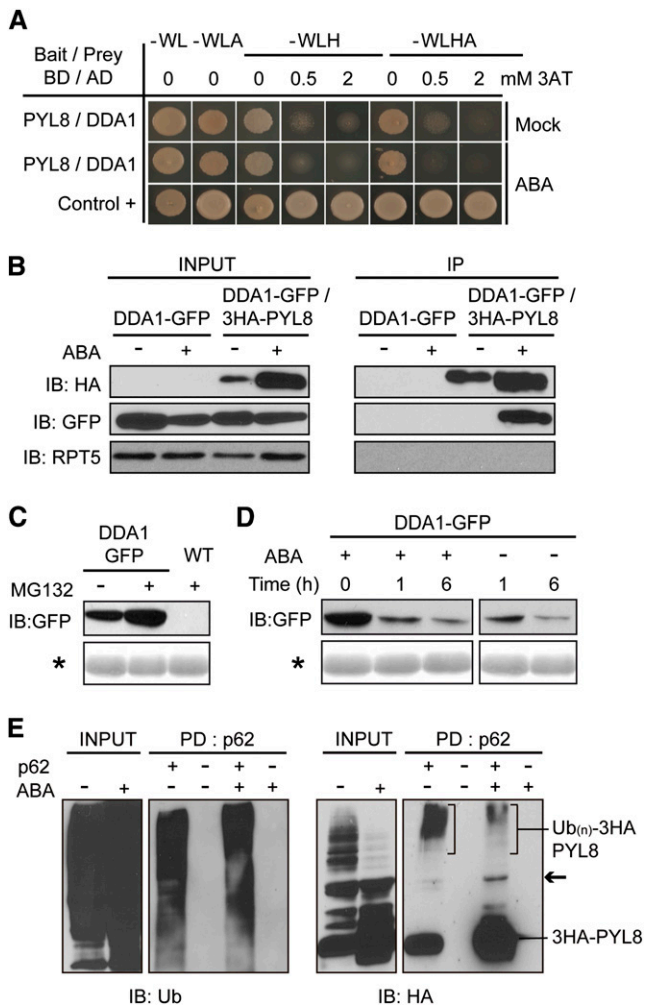 A
Bait / Prey
-WL -WLA -WLH -WLHA
BD / AD
0 0 0 0.5 2 0 0.5 2 mM 3AT
PYL8 / DDA1 Mock
PYL8 / DDA1
ABA
Control +
B
INPUT IP
DDA1-GFP DDA1-GFP / 3HA-PYL8 DDA1-GFP DDA1-GFP / 3HA-PYL8
ABA - + - + - + - +
IB: HA
IB: GFP
IB: RPT5
C
DDA1 GFP WT
MG132 - + +
IB:GFP
*
D
DDA1-GFP
ABA + + + - -
Time (h) 0 1 6 1 6
IB:GFP
*
E
INPUT PD : p62 INPUT PD : p62
p62 + - + - + - + -
ABA - + - - + + - + - - + +
Ub(n)-3HA
PYL8
3HA-PYL8
IB: Ub IB: HA